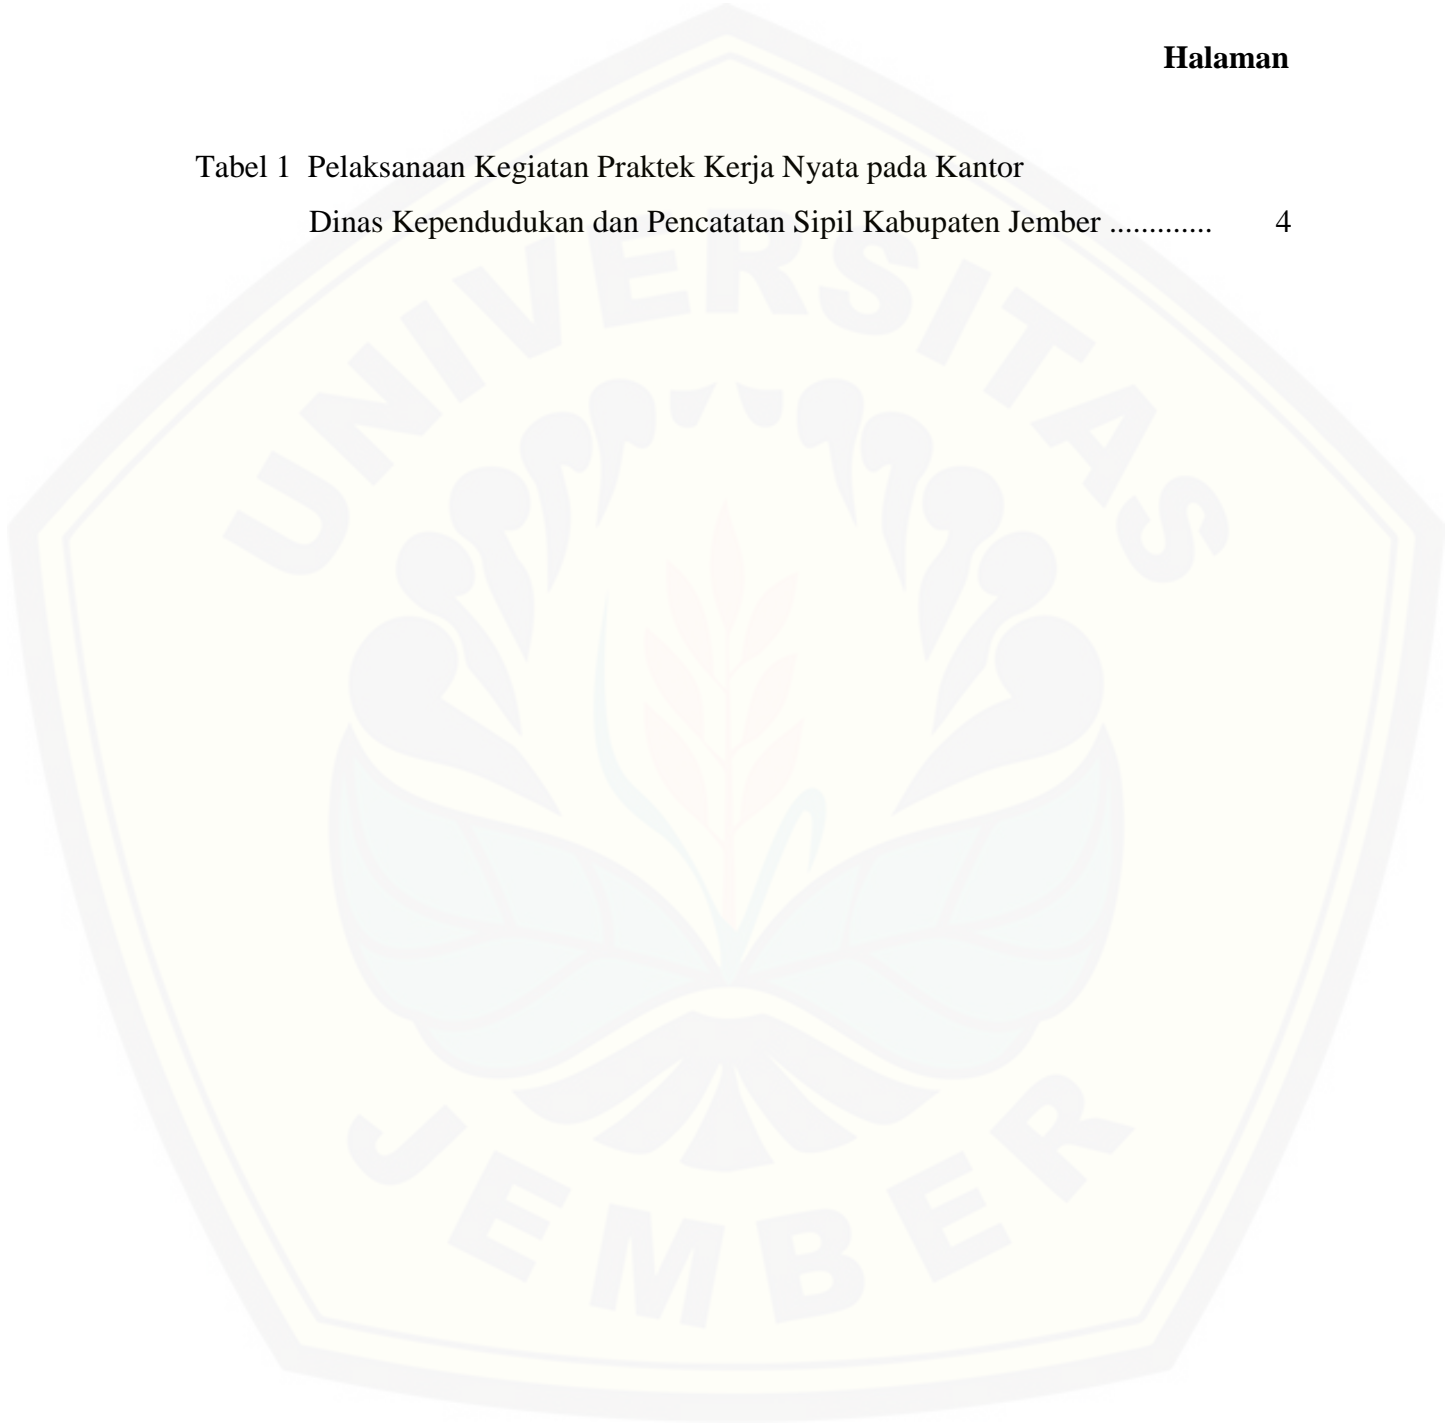 Halaman
Tabel 1 Pelaksanaan Kegiatan Praktek Kerja Nyata pada Kantor
Dinas Kependudukan dan Pencatatan Sipil Kabupaten Jember ............. 4
UNIVERSITAS
JEMBER